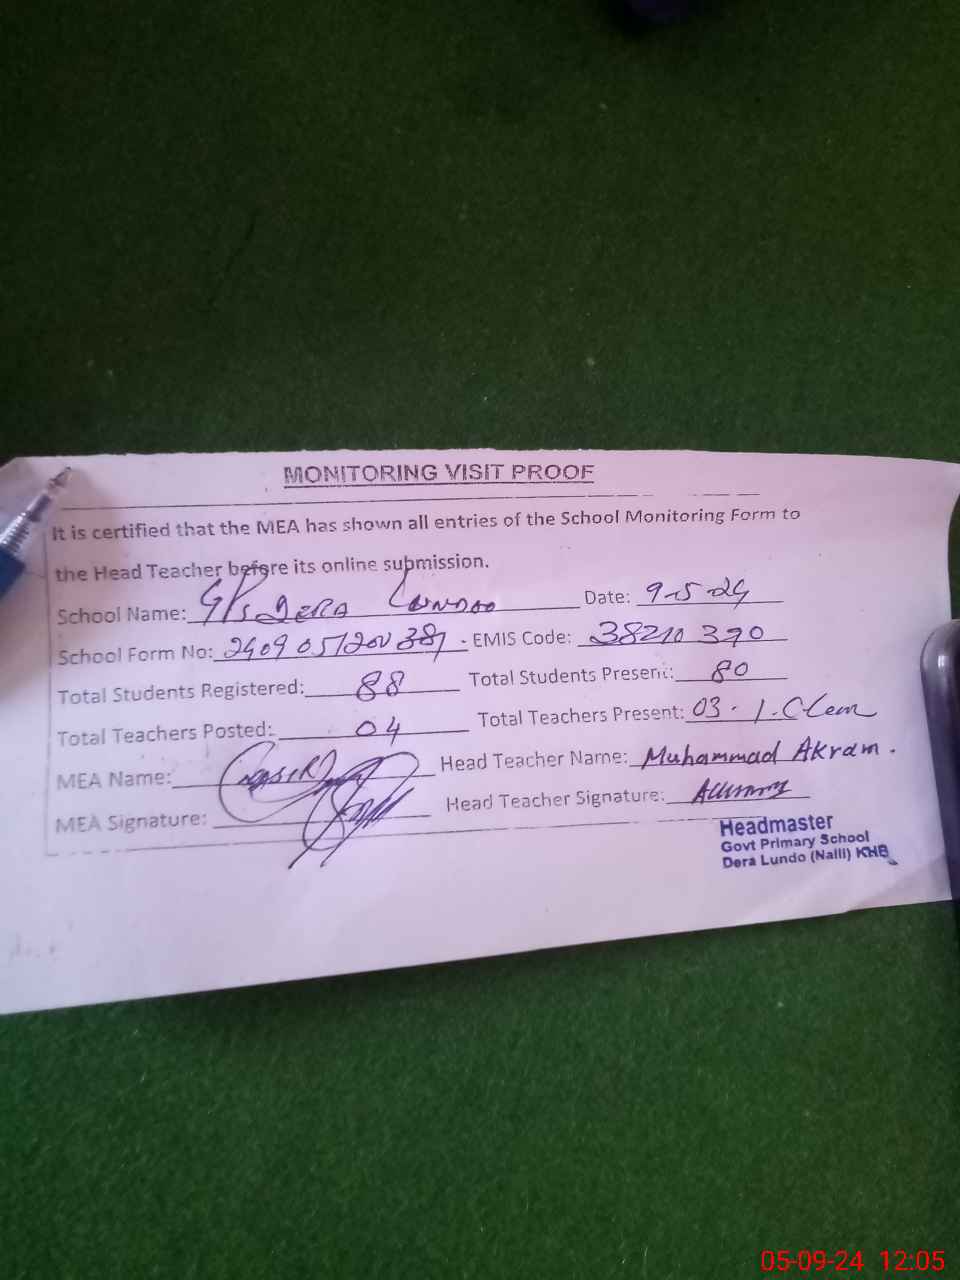 MONITORING VISIT PROOF
It is certified that the MEA has shown all entries of the School Monitoring Form to
the Head Teacher before its online submission.
School Name: G/Ps DERA LUNDOO Date: 9-5-24
School Form No: EMIS Code: 38210 390
Total Students Registered: 88 Total Students Present: 80
Total Teachers Posted: 04 Total Teachers Present: 03 - 1. C-Leave
MEA Name: Head Teacher Name: Muhammad Akram.
MEA Signature: Head Teacher Signature:
Headmaster
Govt Primary School
Dera Lundo (Nalli) KHB
05-09-24 12:05